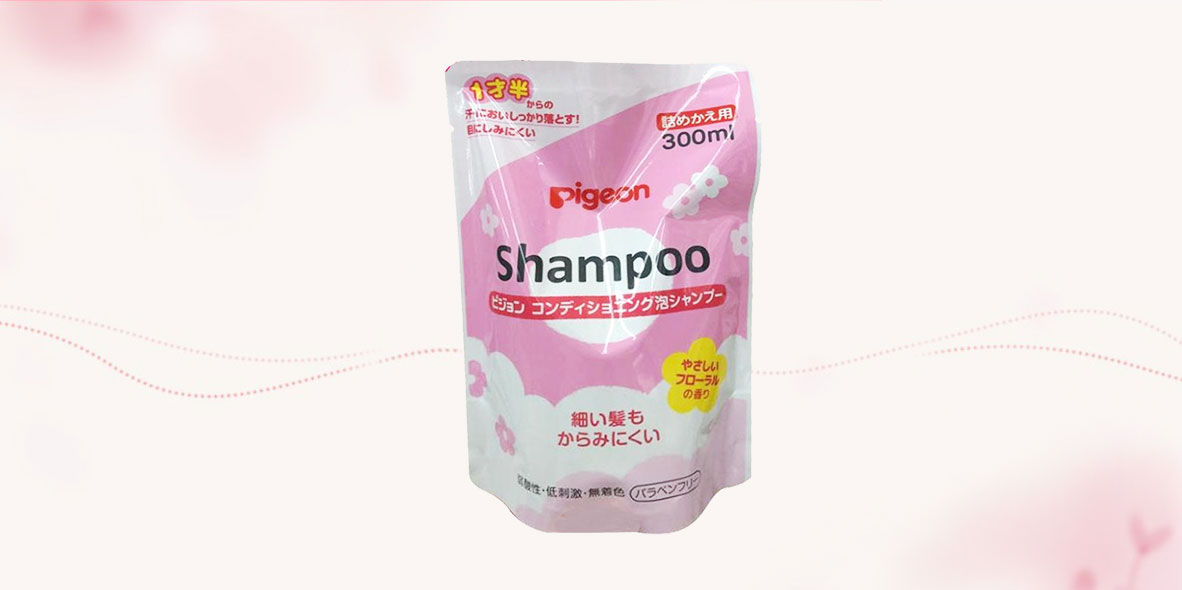 1才半
からの
汗においしっかり落とす!
目にしみにくい
詰めかえ用
300ml
Pigeon
Shampoo
ピジョン コンディショニング泡シャンプー
やさしい
フローラル
の香り
細い髪も
からみにくい
弱酸性・低刺激・無着色 パラベンフリー